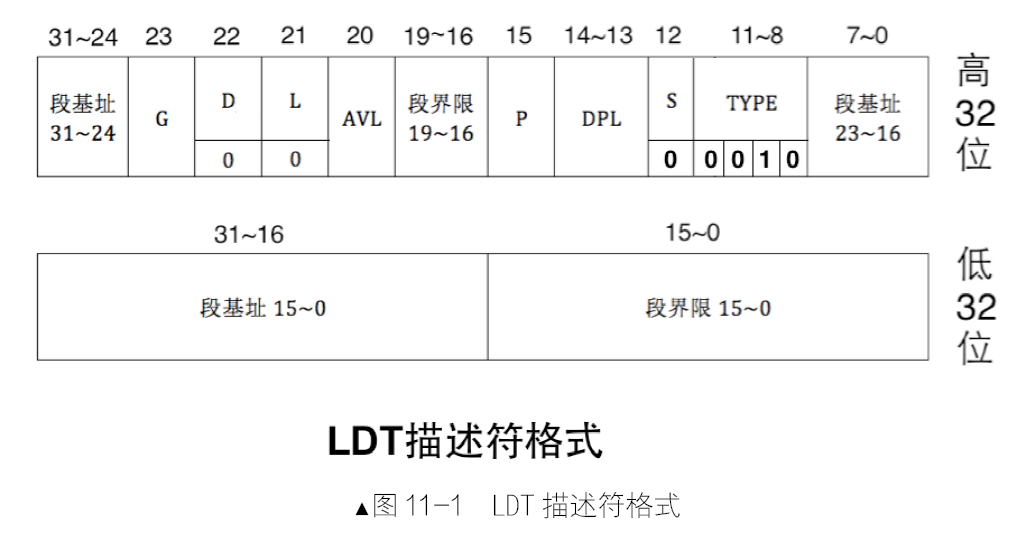 31~24 23 22 21 20 19~16 15 14~13 12 11~8 7~0
段基址 31~24 G D L AVL 段界限 19~16 P DPL S TYPE 段基址 23~16
0 0 0 0 0 1 0
高32位
31~16 15~0
段基址 15~0 段界限 15~0
低32位
LDT描述符格式
▲图 11-1 LDT 描述符格式